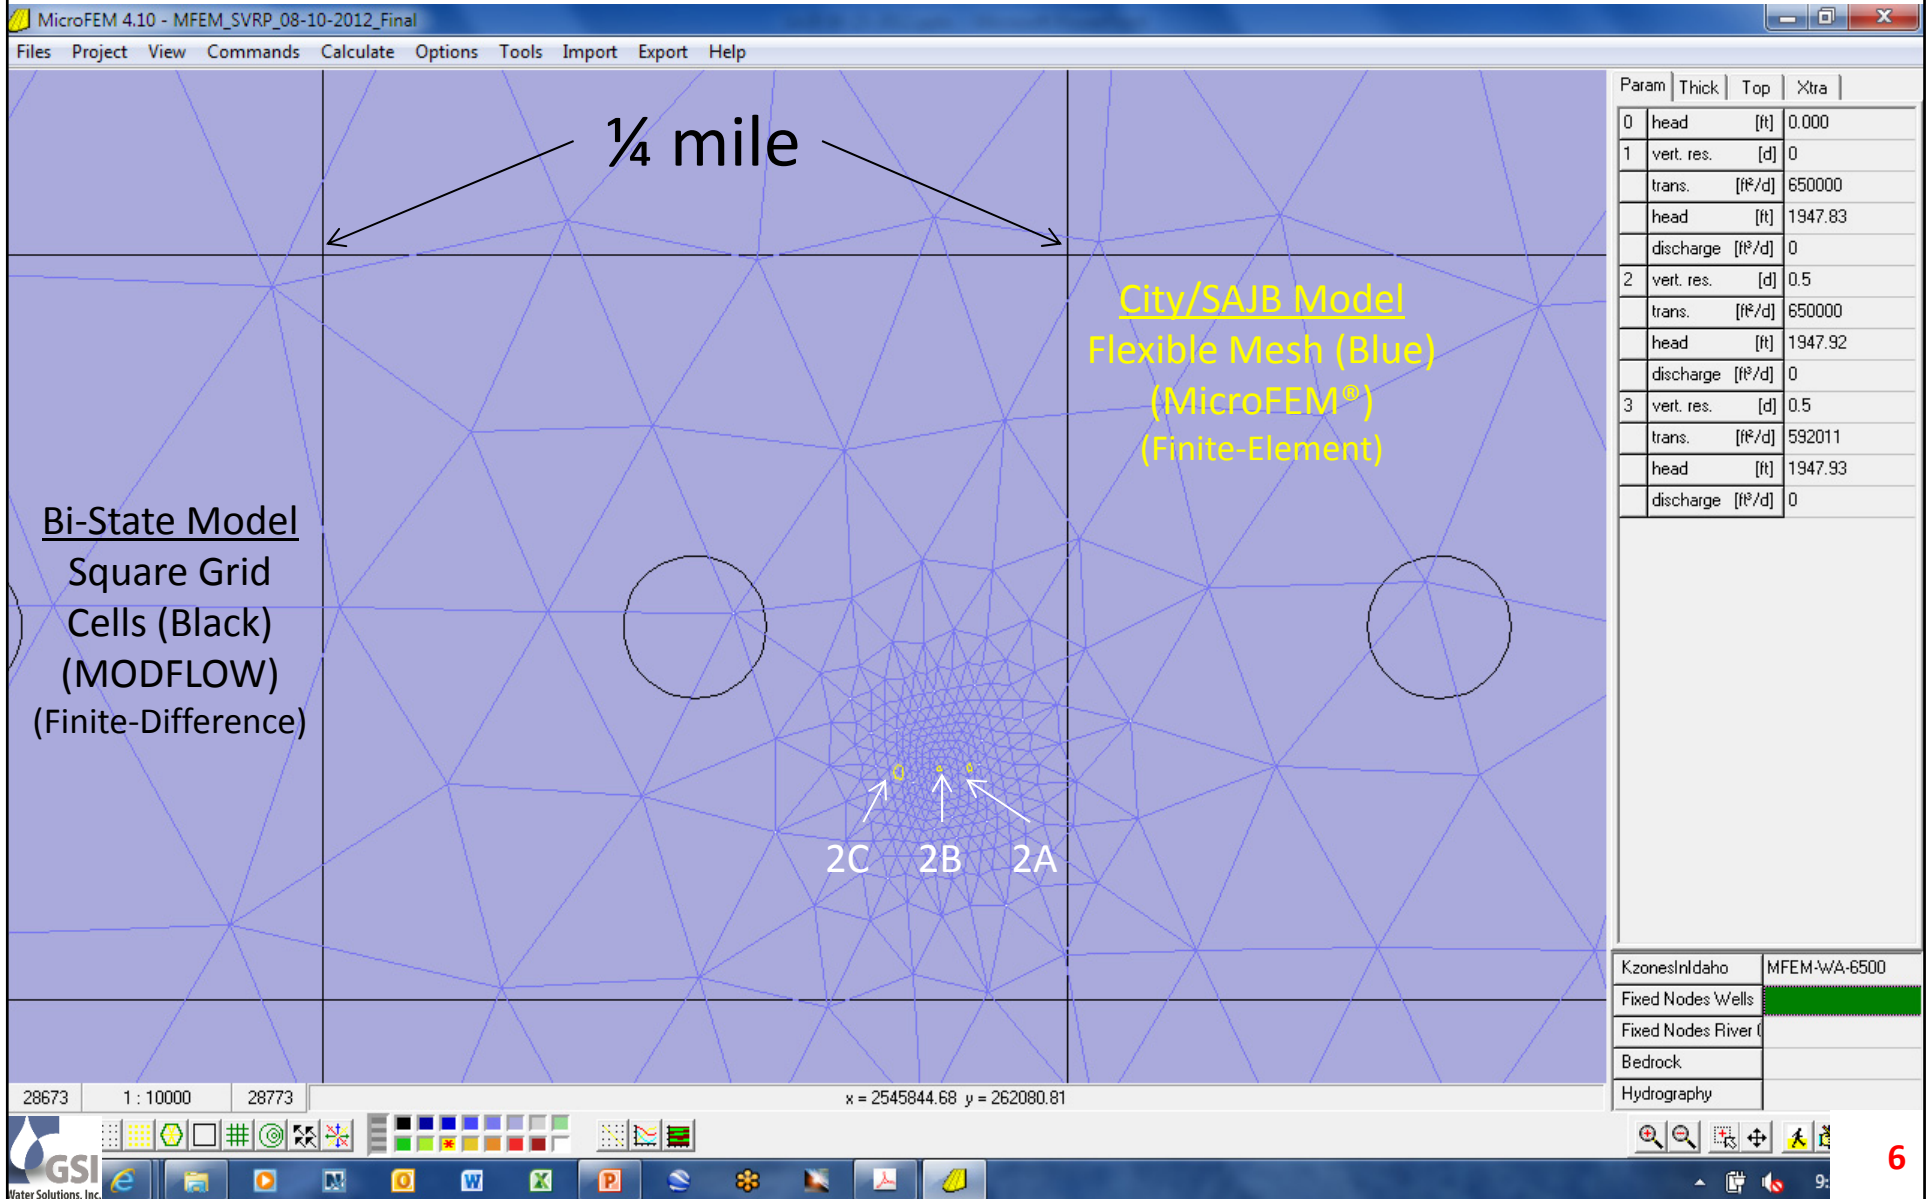 MicroFEM 4.10 - MFEM_SVRP_08-10-2012_Final
Files Project View Commands Calculate Options Tools Import Export Help
¼ mile
City/SAJB Model
Flexible Mesh (Blue)
(MicroFEM®)
(Finite-Element)
Bi-State Model
Square Grid
Cells (Black)
(MODFLOW)
(Finite-Difference)
2C 2B 2A
Param Thick Top Xtra
0 head [ft] 0.000
1 vert. res. [d] 0
trans. [ft²/d] 650000
head [ft] 1947.83
discharge [ft³/d] 0
2 vert. res. [d] 0.5
trans. [ft²/d] 650000
head [ft] 1947.92
discharge [ft³/d] 0
3 vert. res. [d] 0.5
trans. [ft²/d] 592011
head [ft] 1947.93
discharge [ft³/d] 0
KzonesInIdaho MFEM-WA-6500
Fixed Nodes Wells
Fixed Nodes River
Bedrock
Hydrography
28673 1 : 10000 28773 x = 2545844.68 y = 262080.81
GSI
Water Solutions, Inc.
9:
6